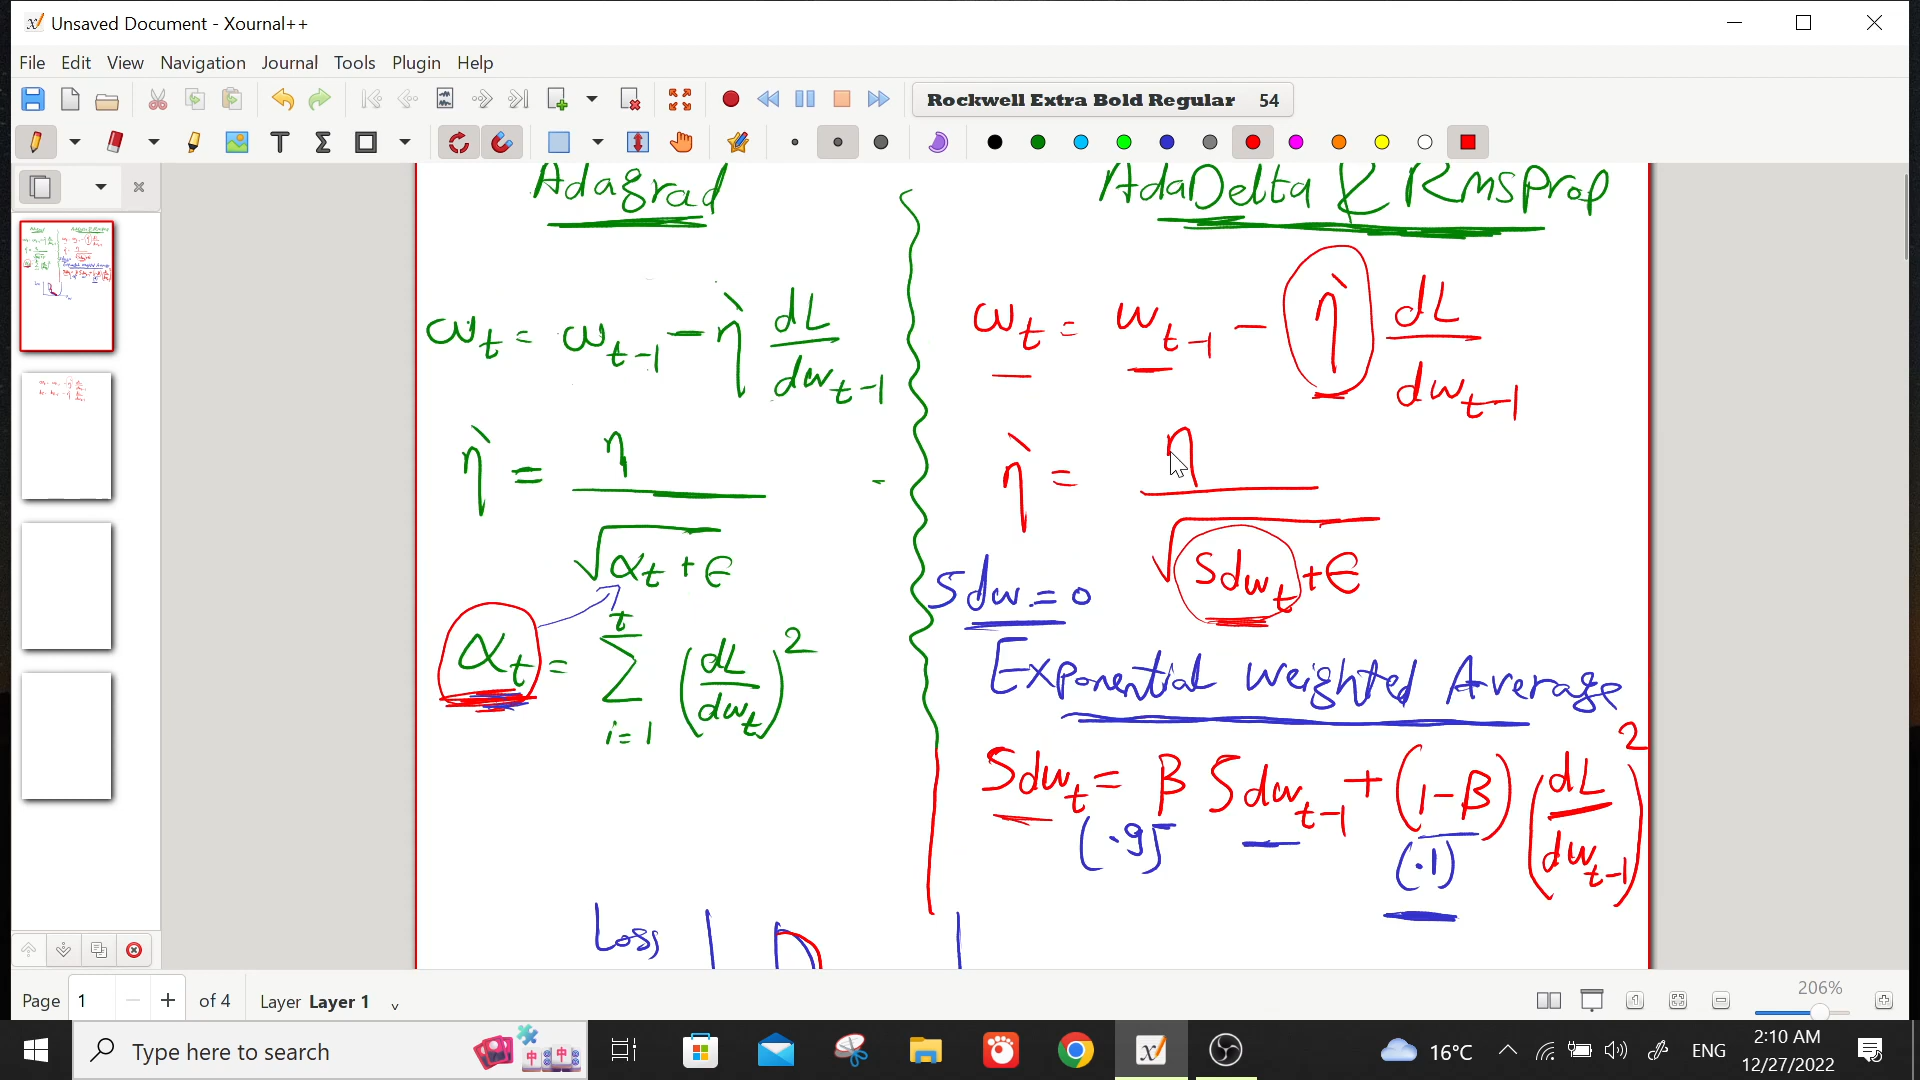 Unsaved Document - Xournal++
File Edit View Navigation Journal Tools Plugin Help
Rockwell Extra Bold Regular 54
Adagrad
ωt = ωt-1 - ὴ dL/dwt-1
ὴ = η / √αt + ϵ
αt = Σ t i=1 (dL/dwt)²
AdaDelta & RMSProp
ωt = wt-1 - ὴ dL/dwt-1
ὴ = η / √Sdwt + ϵ
Sdw = 0
Exponential Weighted Average
Sdwt = β Sdwt-1 + (1-β) (dL/dwt-1)²
(.9) (.1)
Loss
Page 1 of 4 Layer Layer 1
206%
Type here to search
16°C
ENG
2:10 AM
12/27/2022